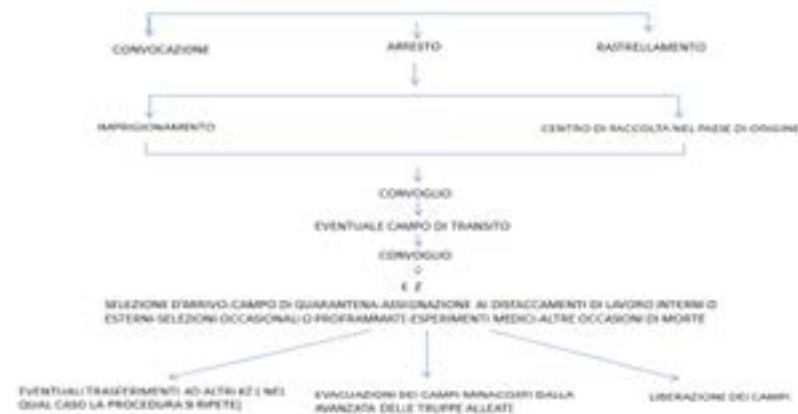 CONVOCAZIONE ARRESTO RASTRELLAMENTO
IMPRIGIONAMENTO CENTRO DI RACCOLTA NEL PAESE DI ORIGINE
CONVOGLIO
EVENTUALE CAMPO DI TRANSITO
CONVOGLIO
K Z
SELEZIONE D'ARRIVO-CAMPO DI QUARANTENA-ASSEGNAZIONE AI DISTACCAMENTI DI LAVORO INTERNI O
ESTERNI-SELEZIONI OCCASIONALI O PROFRAMMATE-ESPERIMENTI MEDICI-ALTRE OCCASIONI DI MORTE
EVENTUALI TRASFERIMENTI AD ALTRI KZ ( NEL
QUAL CASO LA PROCEDURA SI RIPETE)
EVACUAZIONI DEI CAMPI MINACCIATI DALLA
AVANZATA DELLE TRUPPE ALLEATE
LIBERAZIONE DEI CAMPI